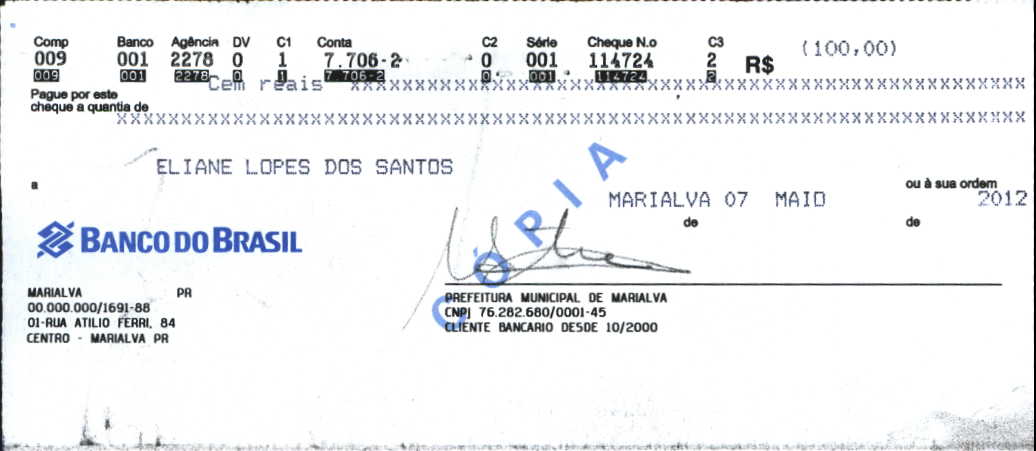 Comp Banco Agência DV C1 Conta C2 Série Cheque N.o C3
009 001 2278 0 1 7.706-2 0 001 114724 2 R$ (100,00)
009 001 2278 0 1 7.706-2 0 001 114724 2
Cem reais XXXXXXXXXXXXXXXXXXXXXXXXXXXXXXXXXXXXXXXXXXXXXXXXXXXXXXXXX
Pague por este
cheque a quantia de
XXXXXXXXXXXXXXXXXXXXXXXXXXXXXXXXXXXXXXXXXXXXXXXXXXXXXXXXXXXXXXXXXXXXXXXXXXXX
ELIANE LOPES DOS SANTOS
a ou à sua ordem
MARIALVA 07 MAIO 2012
de de
CÓPIA
BANCO DO BRASIL
MARIALVA PR
00.000.000/1691-88
01-RUA ATILIO FERRI, 84
CENTRO - MARIALVA PR
PREFEITURA MUNICIPAL DE MARIALVA
CNPJ 76.282.680/0001-45
CLIENTE BANCARIO DESDE 10/2000